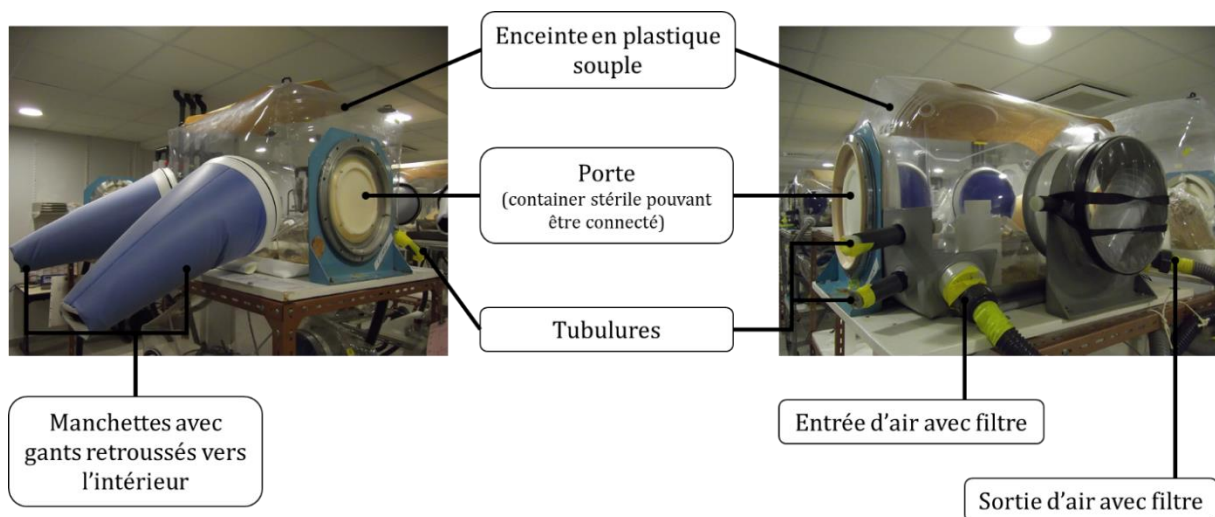 Enceinte en plastique
souple
Porte
(container stérile pouvant
être connecté)
Tubulures
Manchettes avec
gants retroussés vers
l’intérieur
Entrée d’air avec filtre
Sortie d’air avec filtre